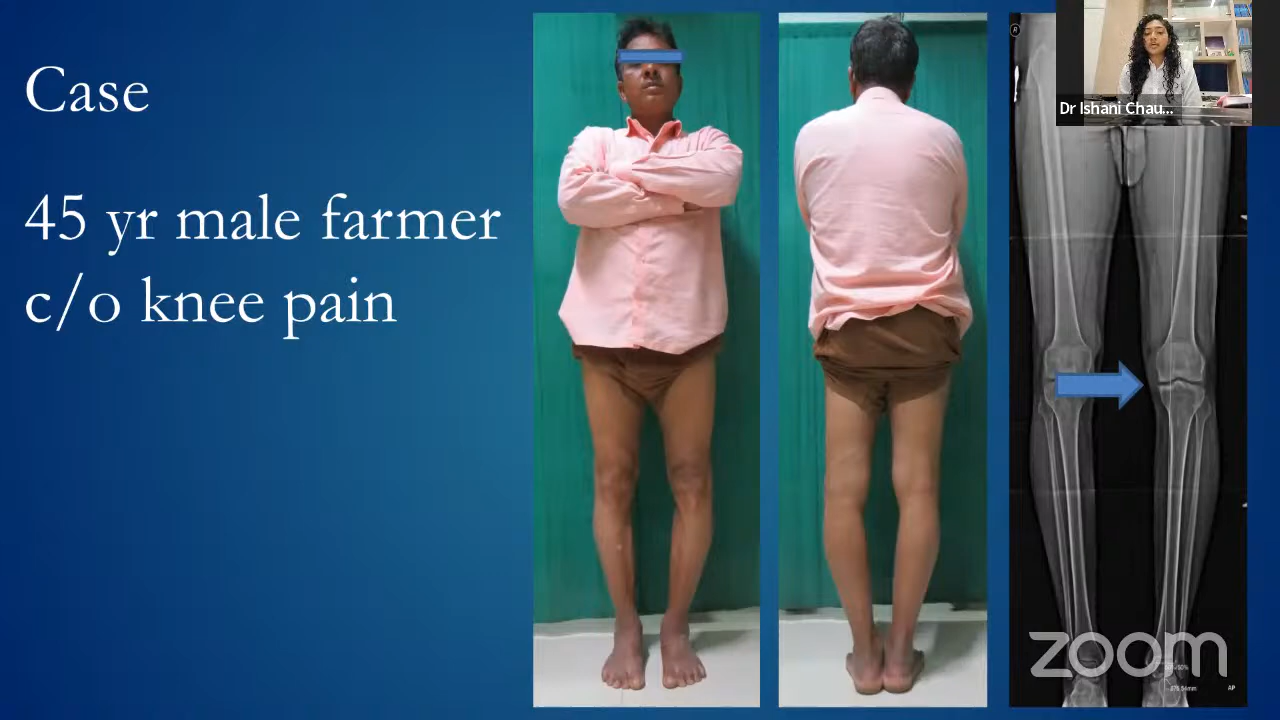 Case
45 yr male farmer
c/o knee pain
Dr Ishani Chau...
R
zoom
AP